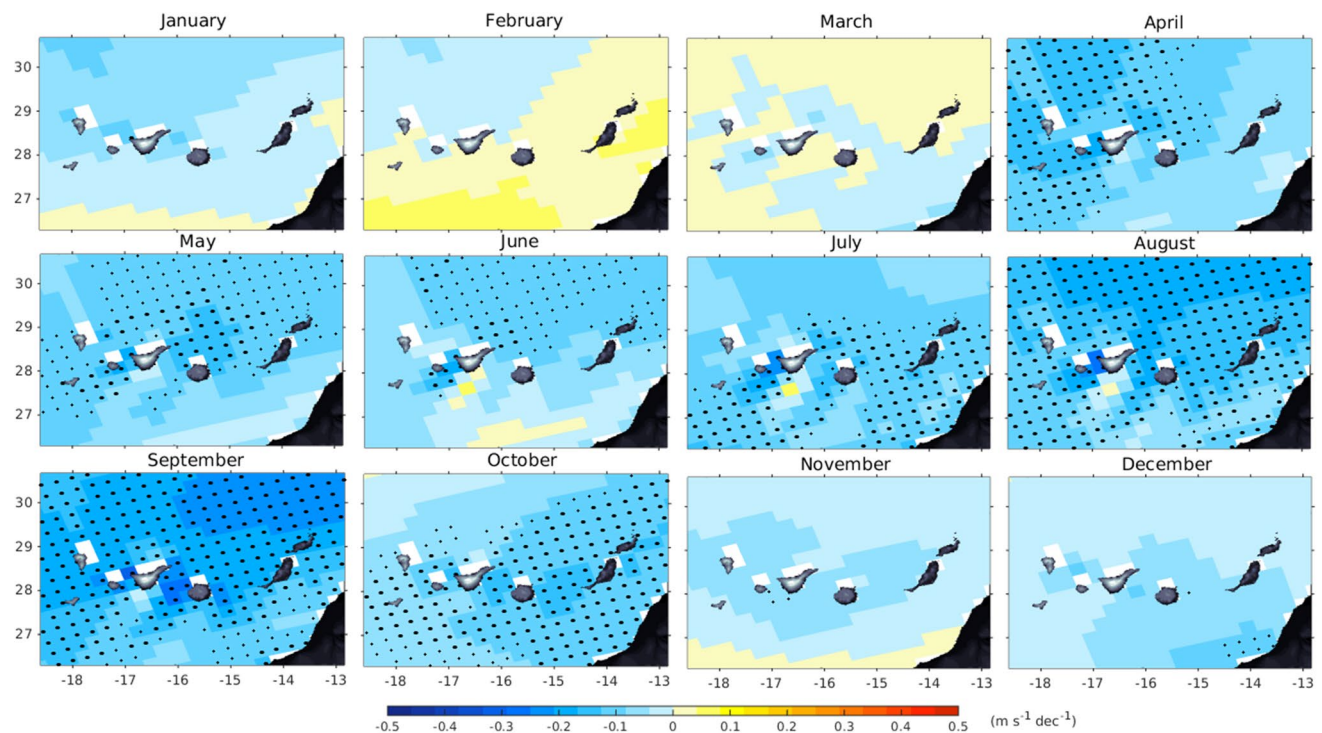 January February March April
30
29
28
27
May June July August
30
29
28
27
September October November December
30
29
28
27
-18 -17 -16 -15 -14 -13 -18 -17 -16 -15 -14 -13 -18 -17 -16 -15 -14 -13 -18 -17 -16 -15 -14 -13
-0.5 -0.4 -0.3 -0.2 -0.1 0 0.1 0.2 0.3 0.4 0.5 (m s⁻¹ dec⁻¹)